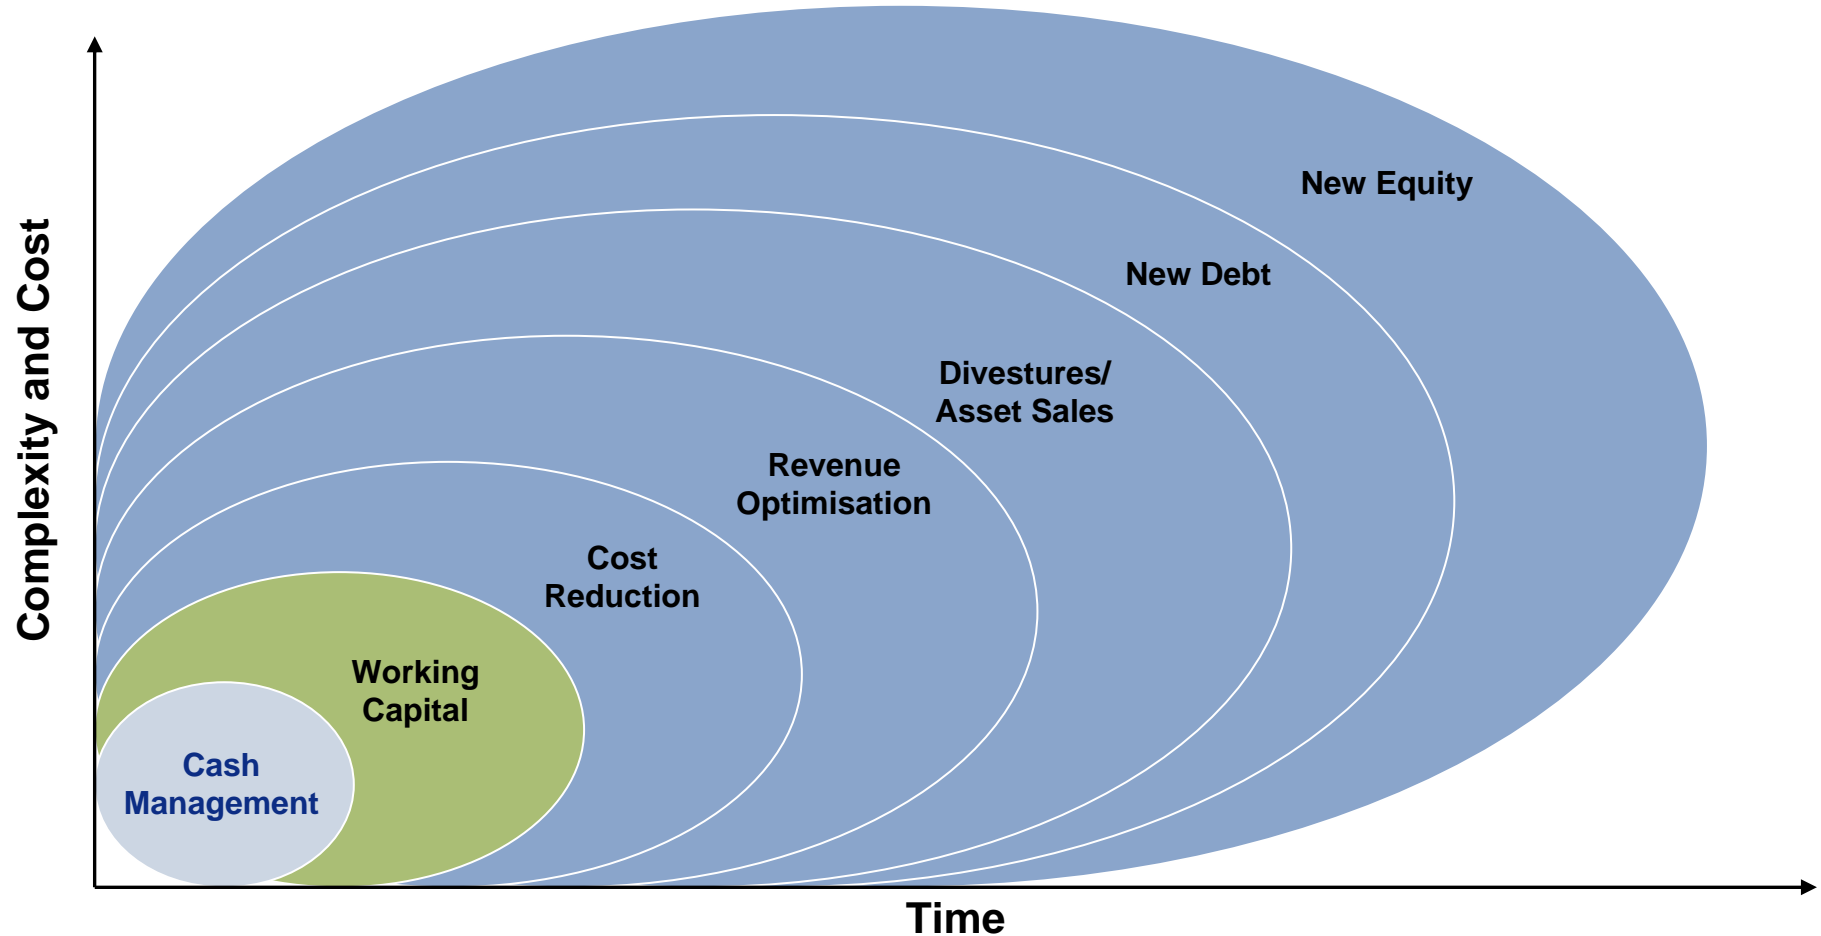 Complexity and Cost
New Equity
New Debt
Divestures/
Asset Sales
Revenue
Optimisation
Cost
Reduction
Working
Capital
Cash
Management
Time